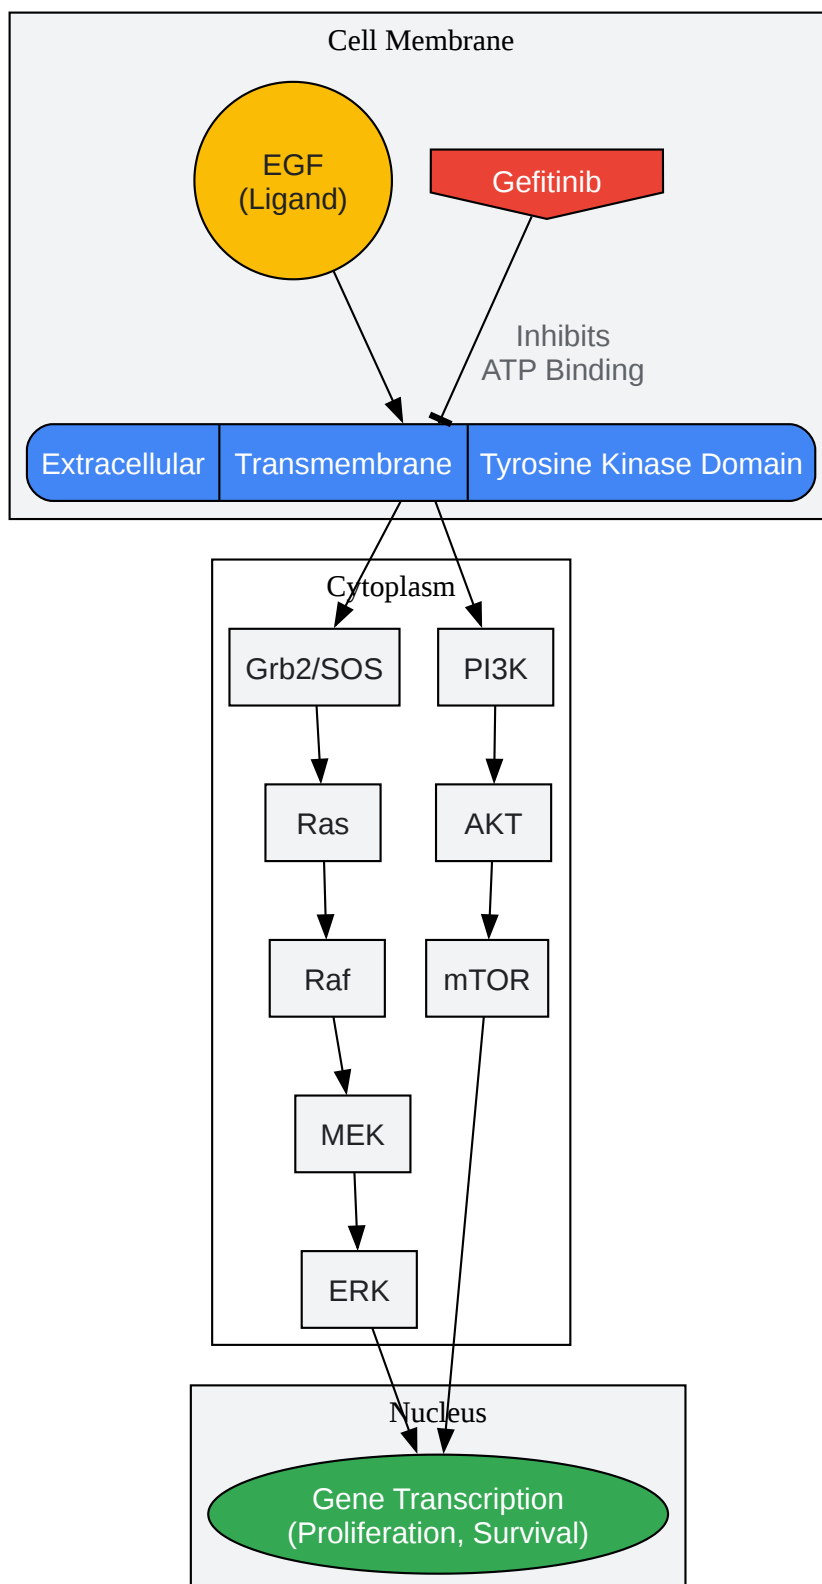 Cell Membrane
EGF
(Ligand)
Gefitinib
Inhibits
ATP Binding
Extracellular
Transmembrane
Tyrosine Kinase Domain
Cytoplasm
Grb2/SOS
PI3K
Ras
AKT
Raf
mTOR
MEK
ERK
Nucleus
Gene Transcription
(Proliferation, Survival)